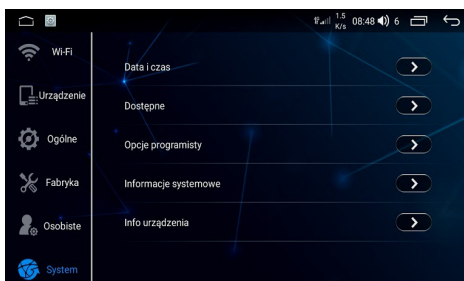 1.5
K/s
08:48
6
Wi-Fi
Data i czas
Urządzenie
Dostępne
Ogólne
Opcje programisty
Fabryka
Informacje systemowe
Osobiste
Info urządzenia
System